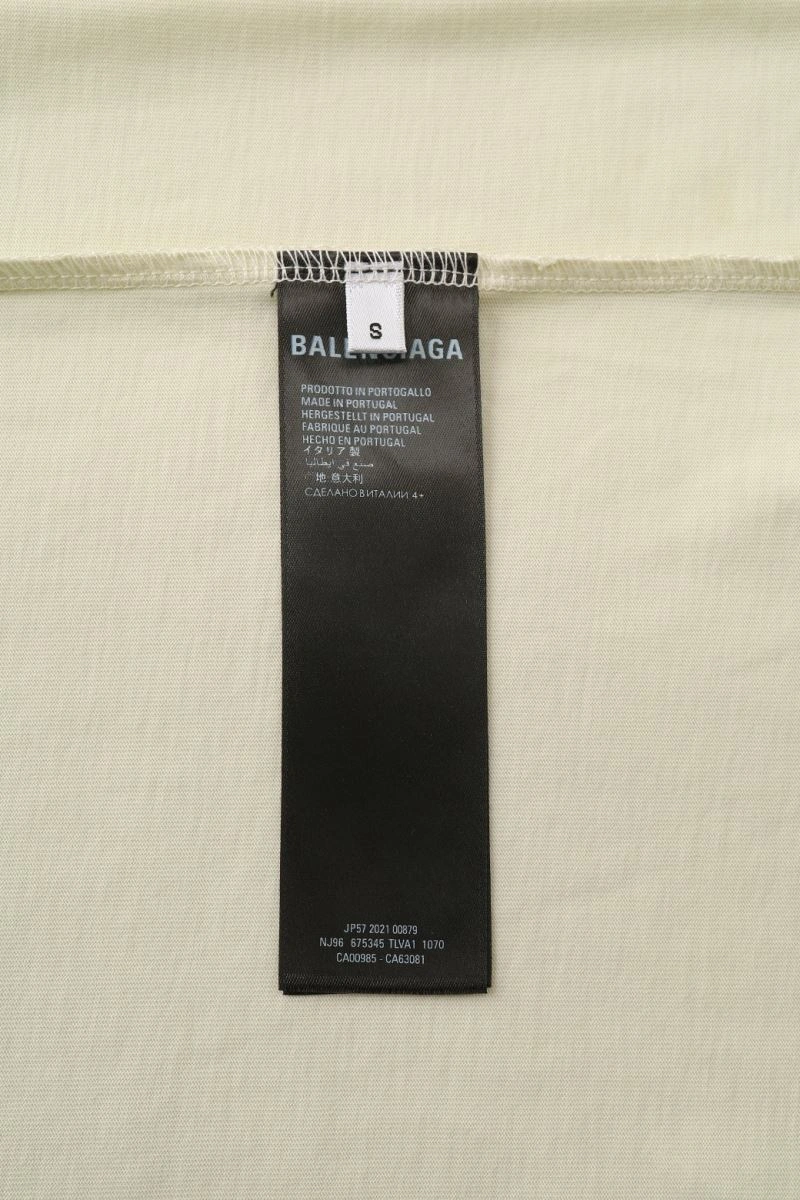 S
BALENCIAGA
PRODOTTO IN PORTOGALLO
MADE IN PORTUGAL
HERGESTELLT IN PORTUGAL
FABRIQUE AU PORTUGAL
HECHO EN PORTUGAL
イタリア 製
صنع في ايطاليا
地 意大利
СДЕЛАНО В ИТАЛИИ 4+
JP57 2021 00879
NJ96 675345 TLVA1 1070
CA00985 - CA63081